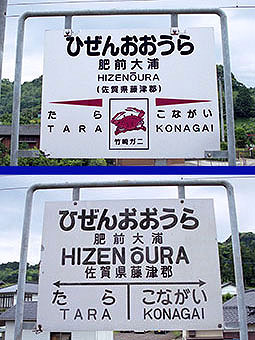 ひぜんおおうら
肥前大浦
HIZENŌURA
(佐賀県藤津郡)
たら こながい
TARA KONAGAI
竹崎ガニ
ひぜんおおうら
肥前大浦
HIZENŌURA
佐賀県藤津郡
たら こながい
TARA KONAGAI